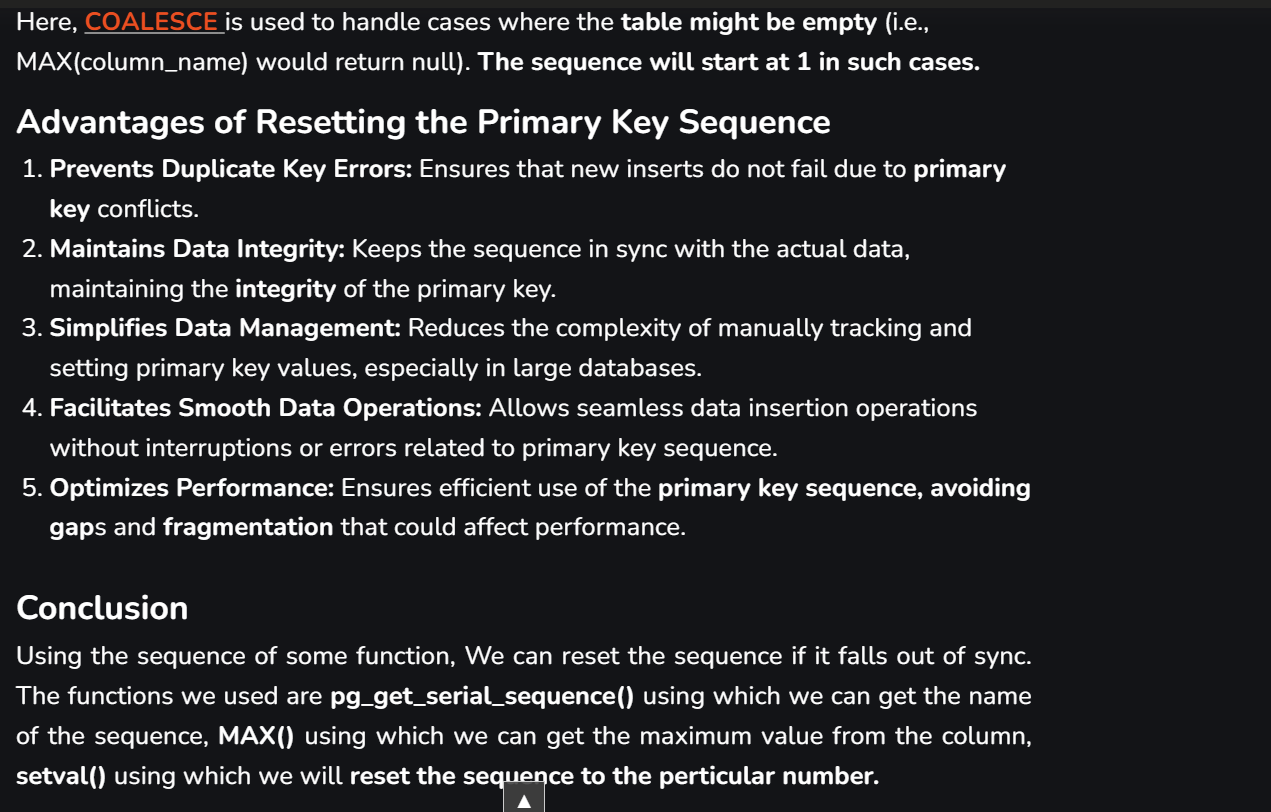 Here, COALESCE is used to handle cases where the table might be empty (i.e.,
MAX(column_name) would return null). The sequence will start at 1 in such cases.
Advantages of Resetting the Primary Key Sequence
1. Prevents Duplicate Key Errors: Ensures that new inserts do not fail due to primary
key conflicts.
2. Maintains Data Integrity: Keeps the sequence in sync with the actual data,
maintaining the integrity of the primary key.
3. Simplifies Data Management: Reduces the complexity of manually tracking and
setting primary key values, especially in large databases.
4. Facilitates Smooth Data Operations: Allows seamless data insertion operations
without interruptions or errors related to primary key sequence.
5. Optimizes Performance: Ensures efficient use of the primary key sequence, avoiding
gaps and fragmentation that could affect performance.
Conclusion
Using the sequence of some function, We can reset the sequence if it falls out of sync.
The functions we used are pg_get_serial_sequence() using which we can get the name
of the sequence, MAX() using which we can get the maximum value from the column,
setval() using which we will reset the sequence to the perticular number.